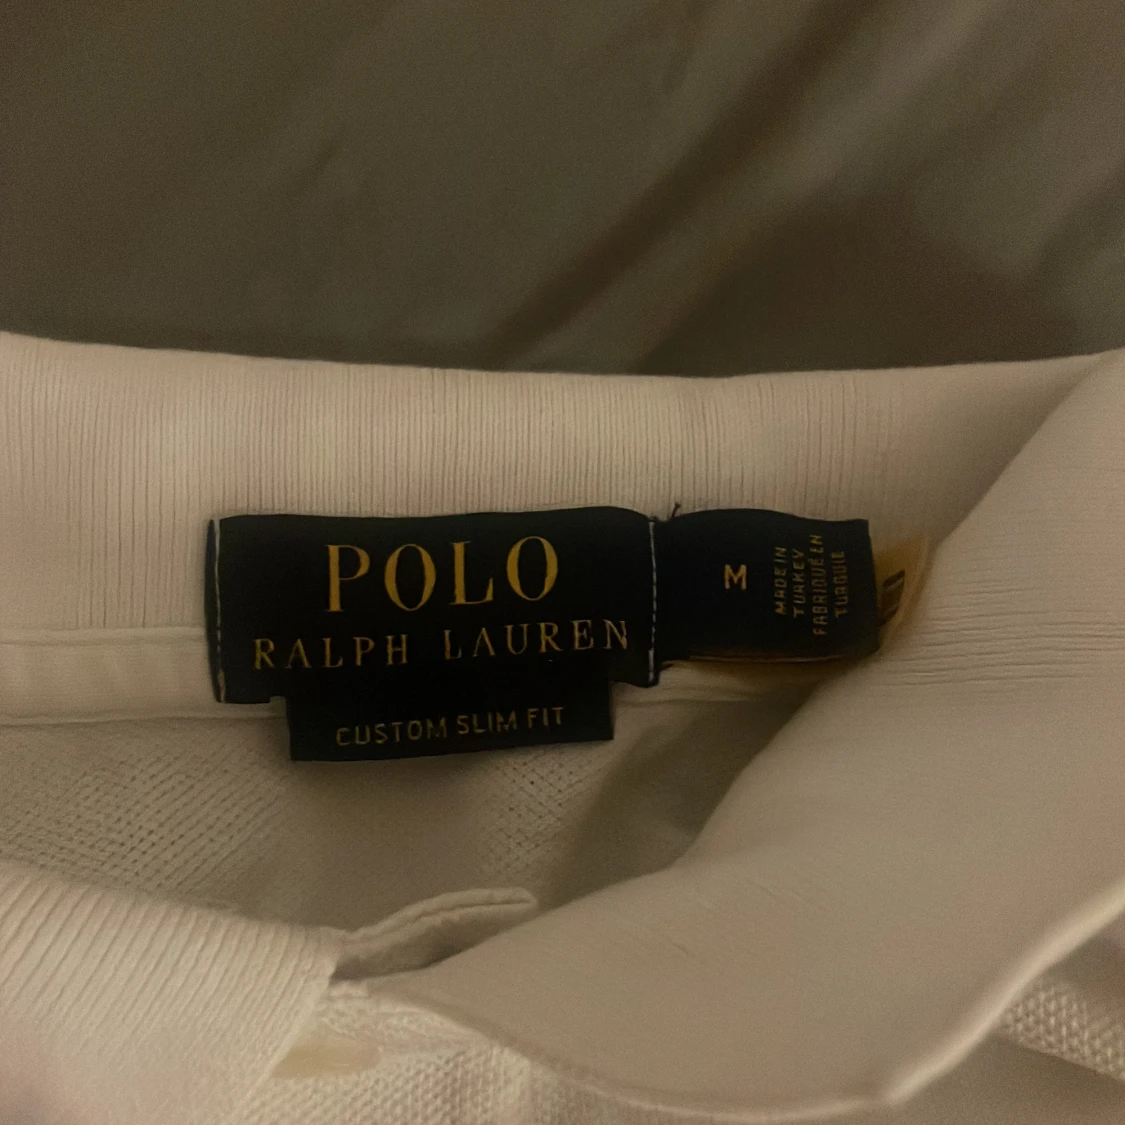 POLO
RALPH LAUREN
CUSTOM SLIM FIT
M
MADE IN
TURKEY
FABRIQUÉ EN
TURQUIE